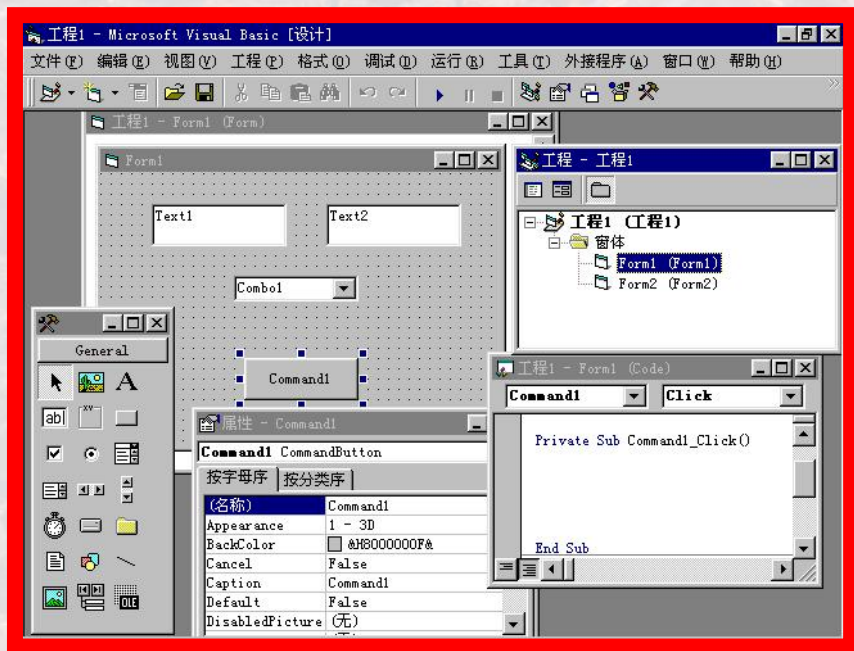 工程1 - Microsoft Visual Basic [设计]
文件(F) 编辑(E) 视图(V) 工程(P) 格式(O) 调试(D) 运行(R) 工具(T) 外接程序(A) 窗口(W) 帮助(H)
工程1 - Form1 (Form)
Form1
Text1 Text2
Combo1
Command1
工程 - 工程1
工程1 (工程1)
窗体
Form1 (Form1)
Form2 (Form2)
General
A
ab|
xv
OLE
属性 - Command1
Command1 CommandButton
按字母序 按分类序
(名称) Command1
Appearance 1 - 3D
BackColor &H8000000F&
Cancel False
Caption Command1
Default False
DisabledPicture (无)
工程1 - Form1 (Code)
Command1 Click
Private Sub Command1_Click()
End Sub